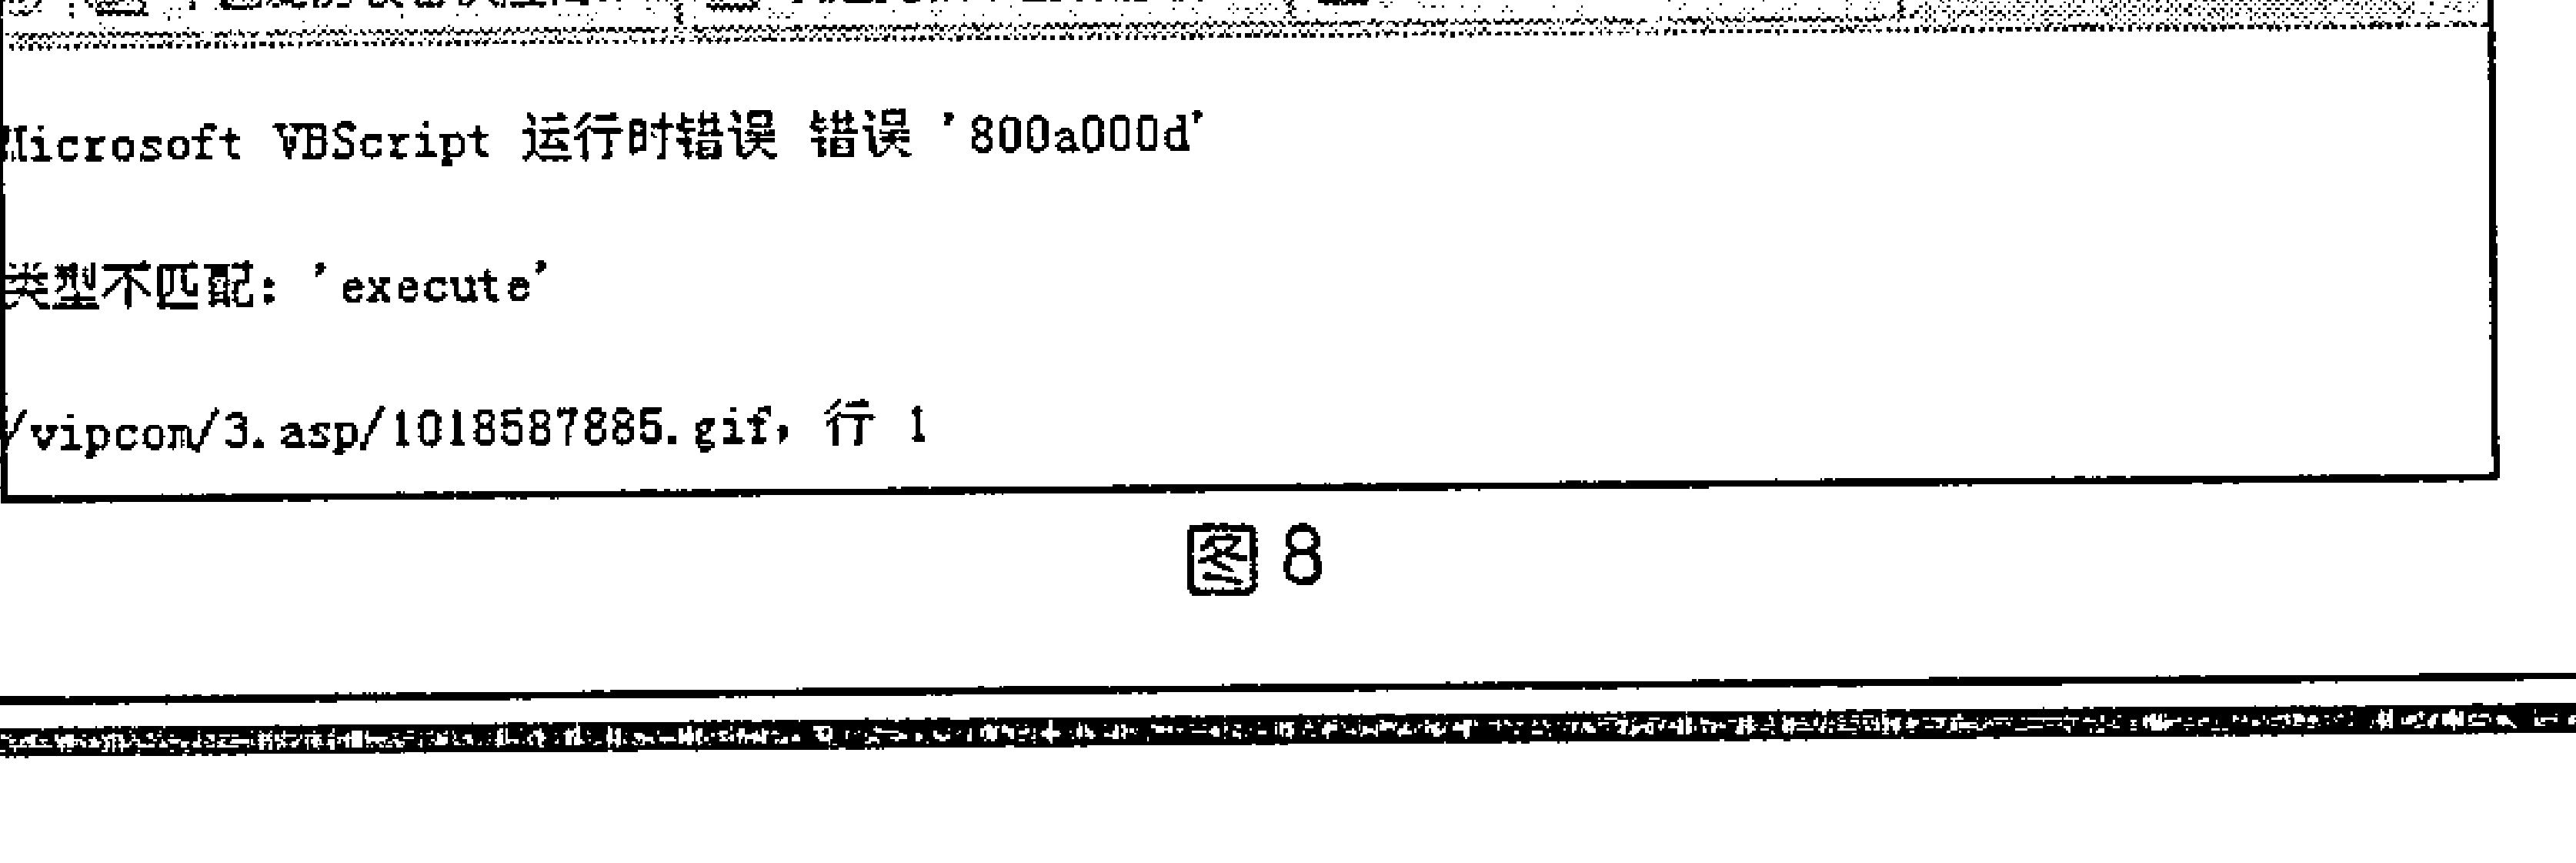 Microsoft VBScript 运行时错误 错误 '800a000d'
类型不匹配: 'execute'
/vipcom/3.asp/1018587885.gif, 行 1
图 8